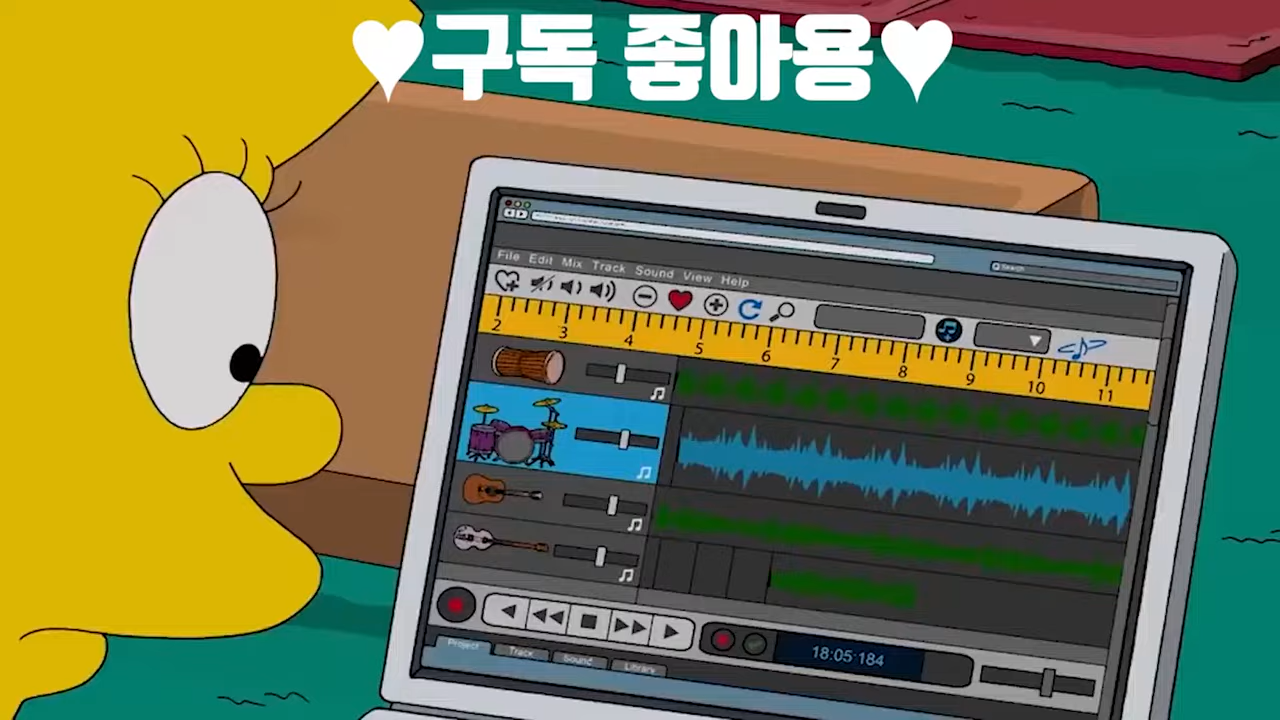 ♥구독 좋아용♥
Search
File Edit Mix Track Sound View Help
2 3 4 5 6 7 8 9 10 11
18:05:184
Project Track Sound Library